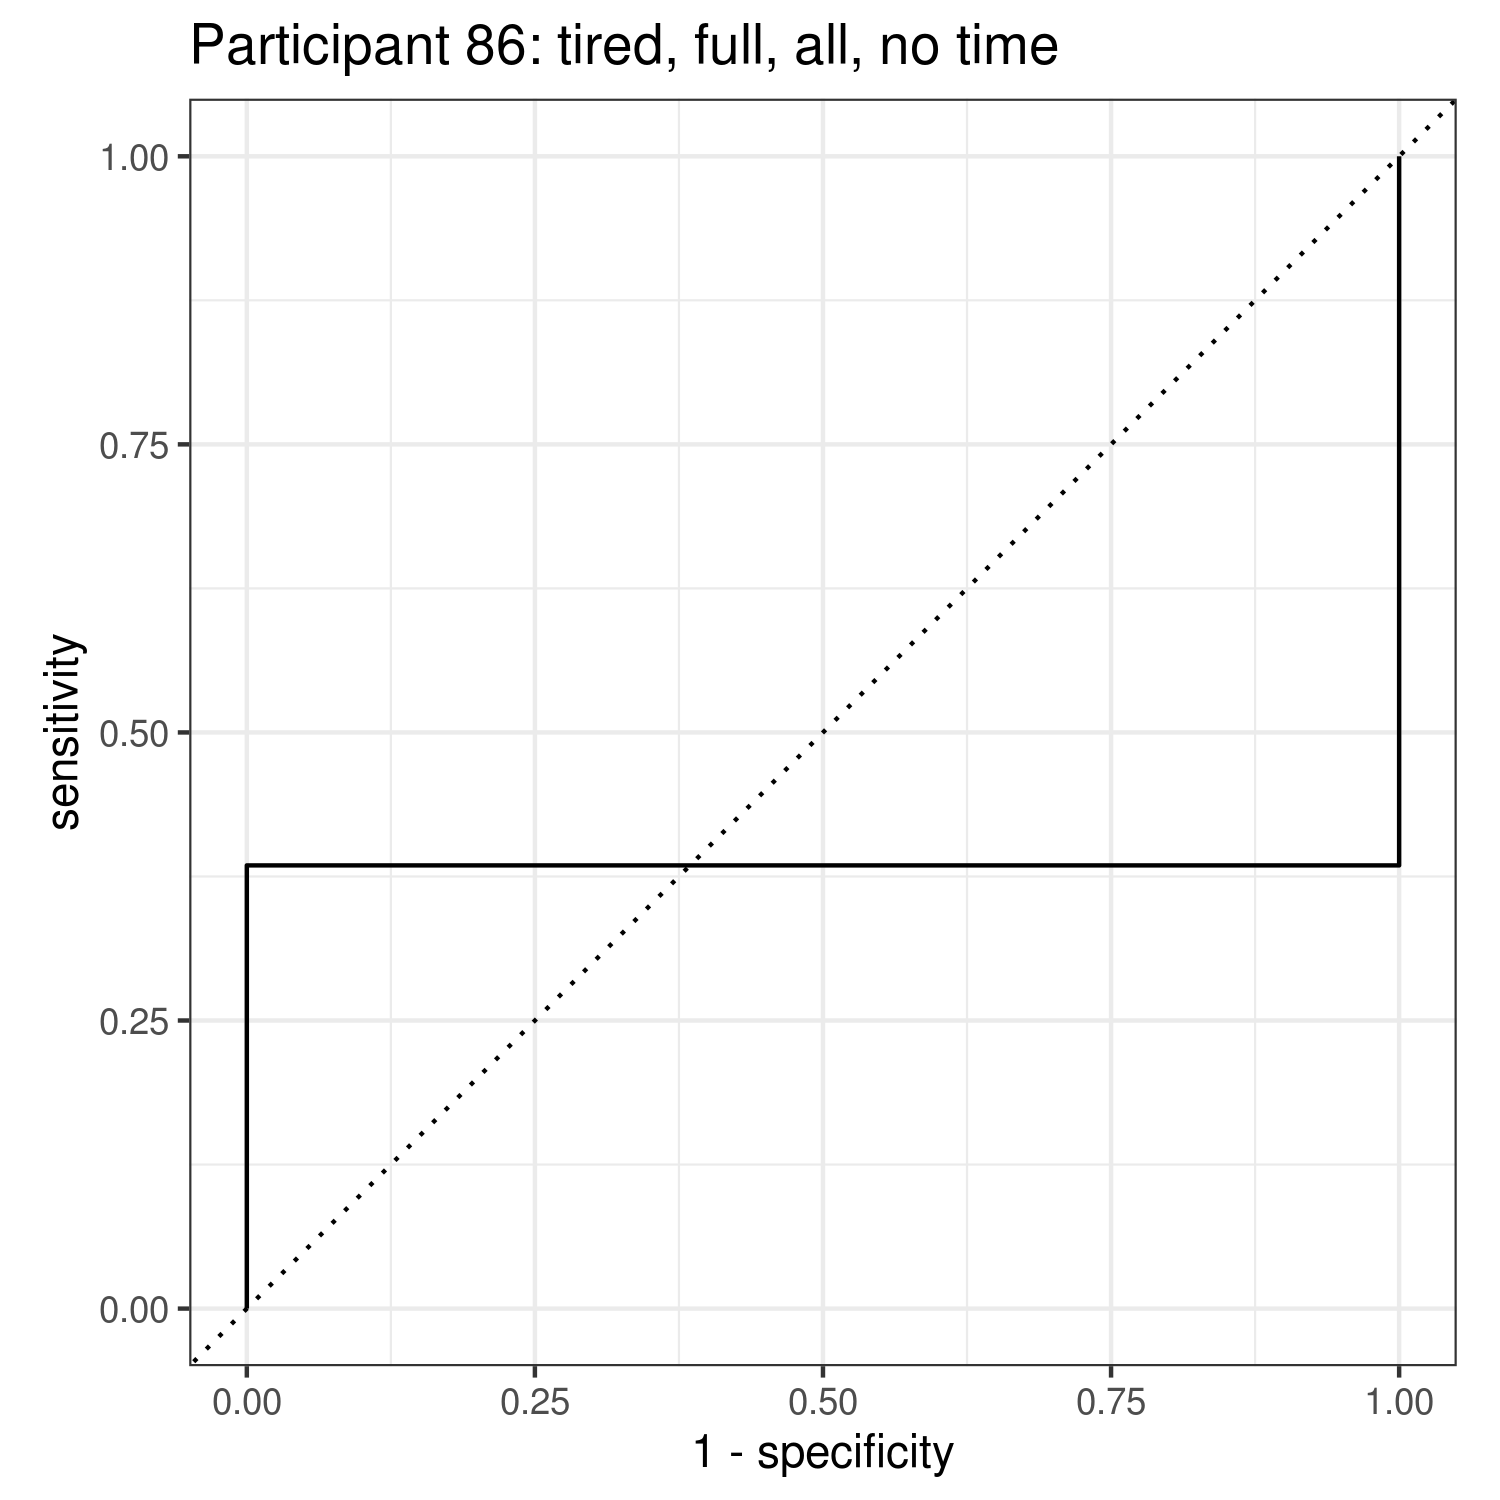 Participant 86: tired, full, all, no time
1.00
0.75
0.50
0.25
0.00
sensitivity
0.00 0.25 0.50 0.75 1.00
1 - specificity